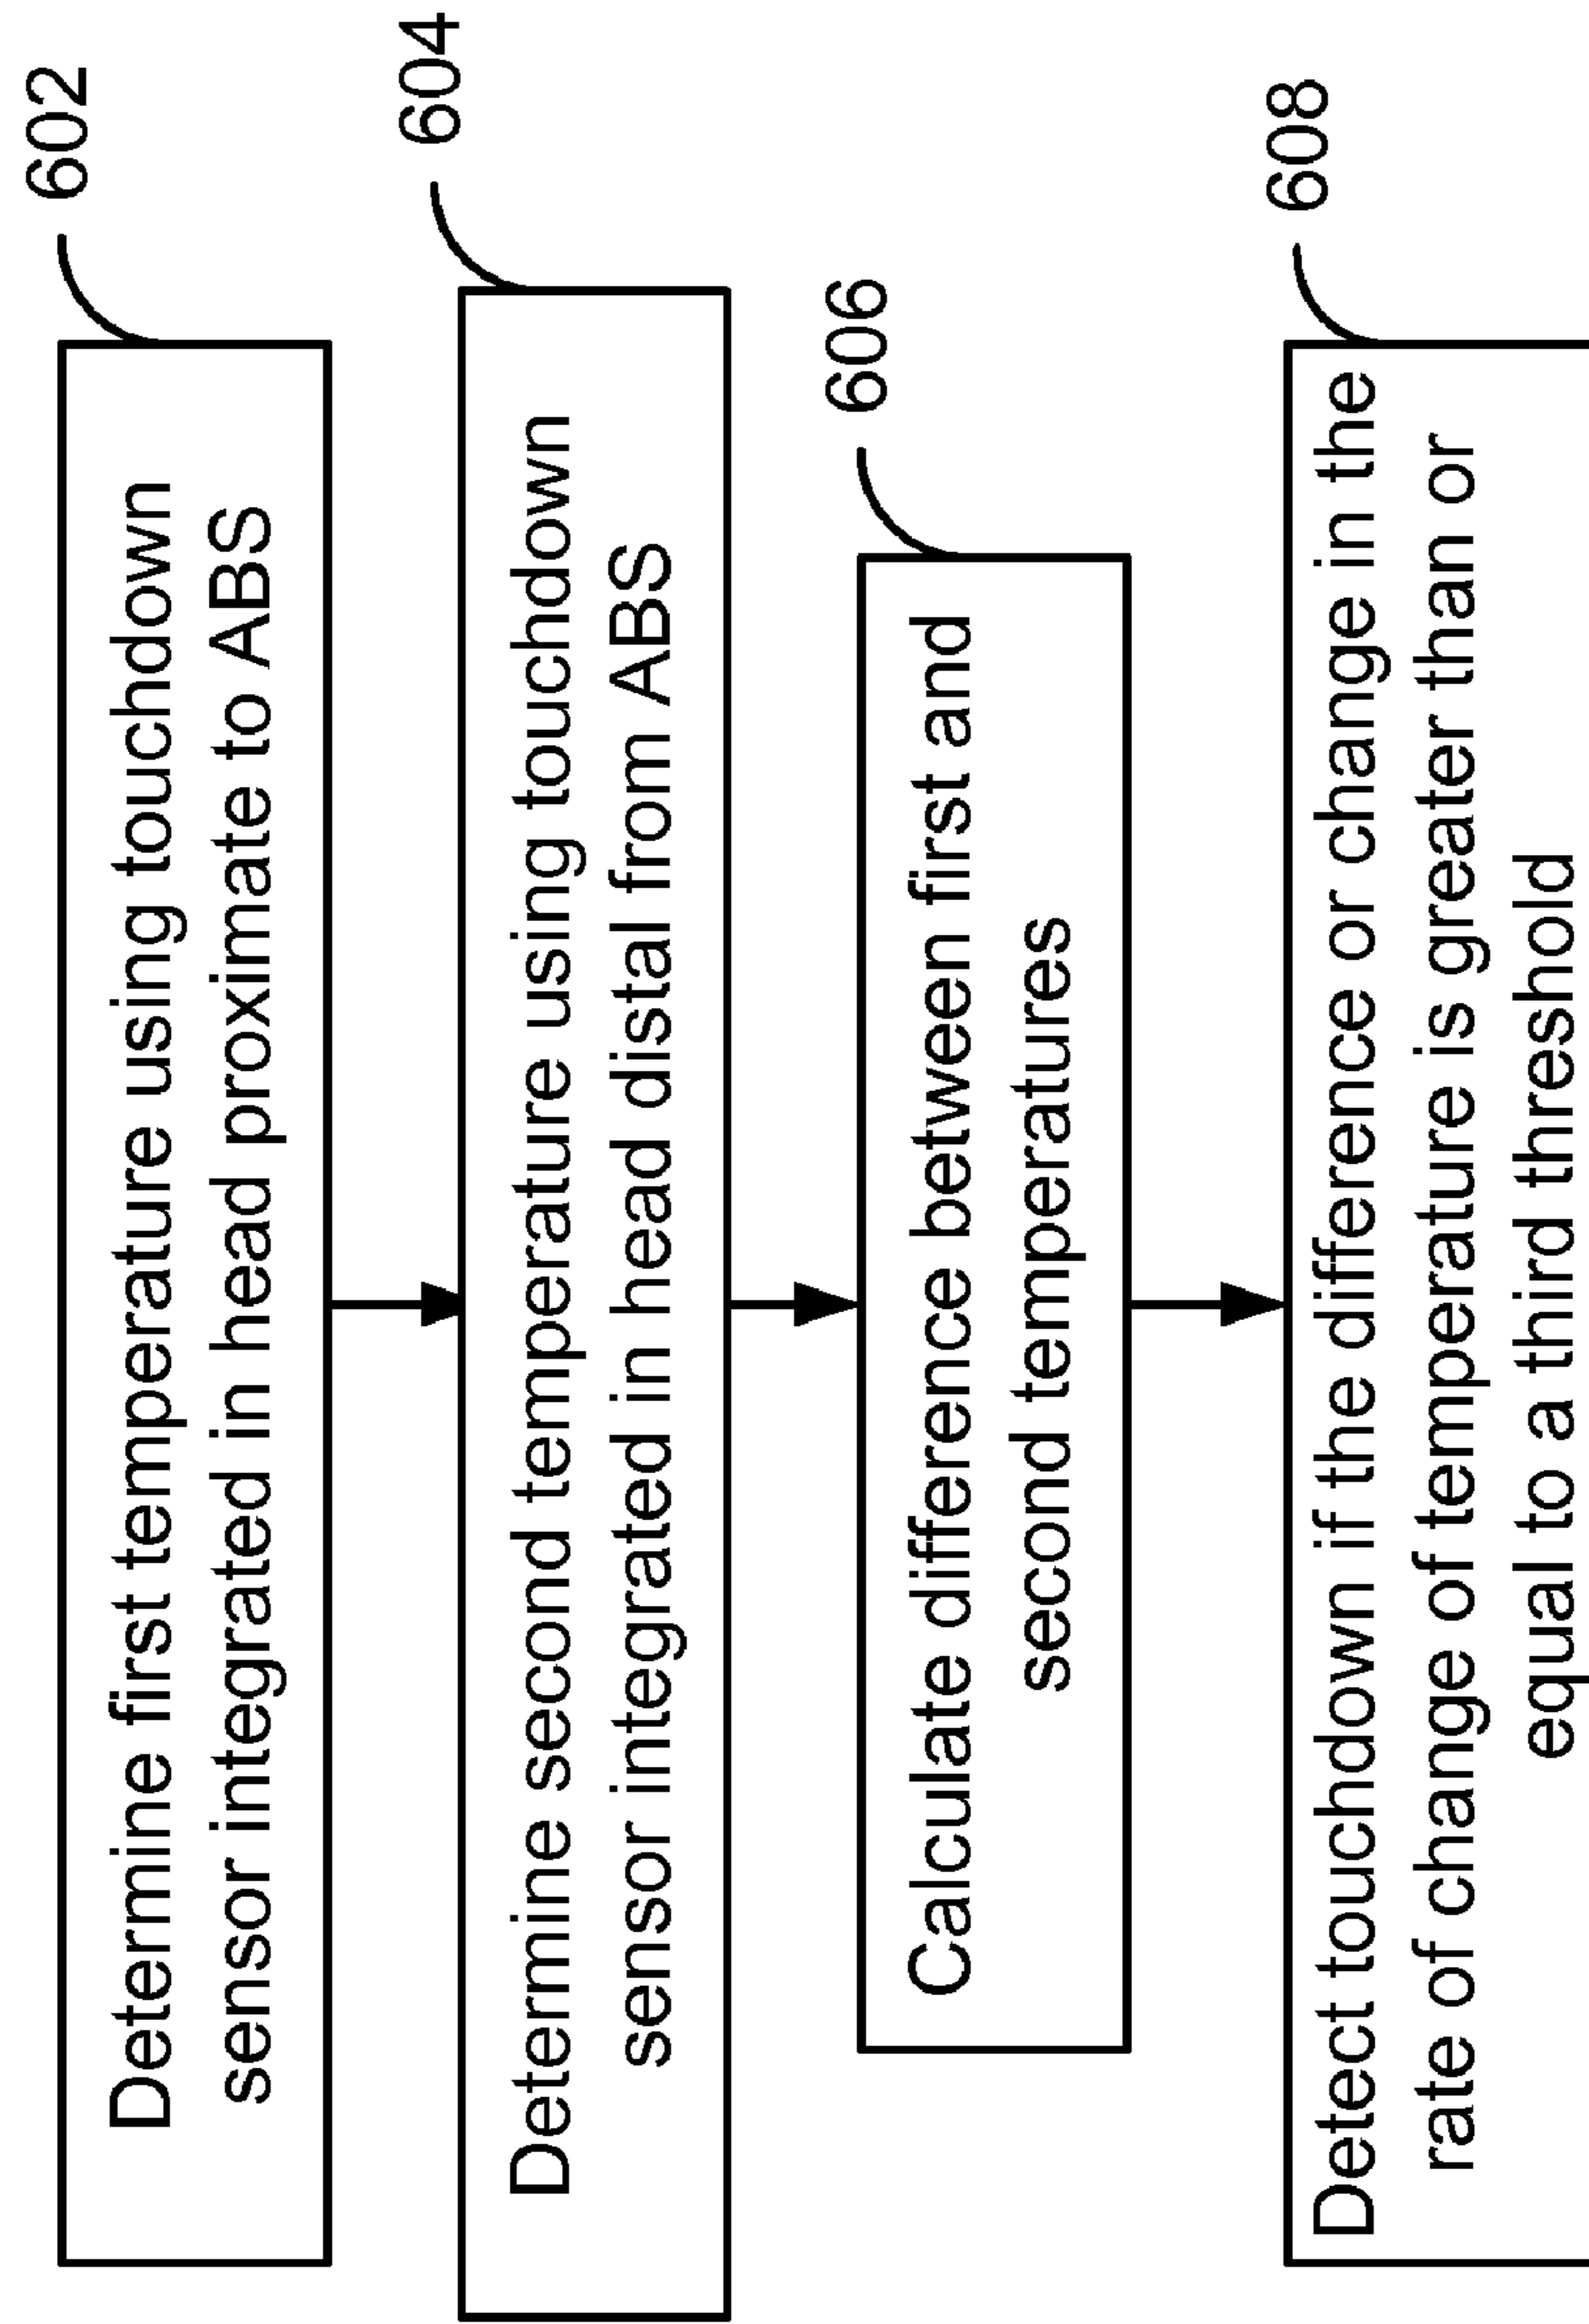 602
Determine first temperature using touchdown
sensor integrated in head proximate to ABS
604
Determine second temperature using touchdown
sensor integrated in head distal from ABS
606
Calculate difference between first and
second temperatures
608
Detect touchdown if the difference or change in the
rate of change of temperature is greater than or
equal to a third threshold